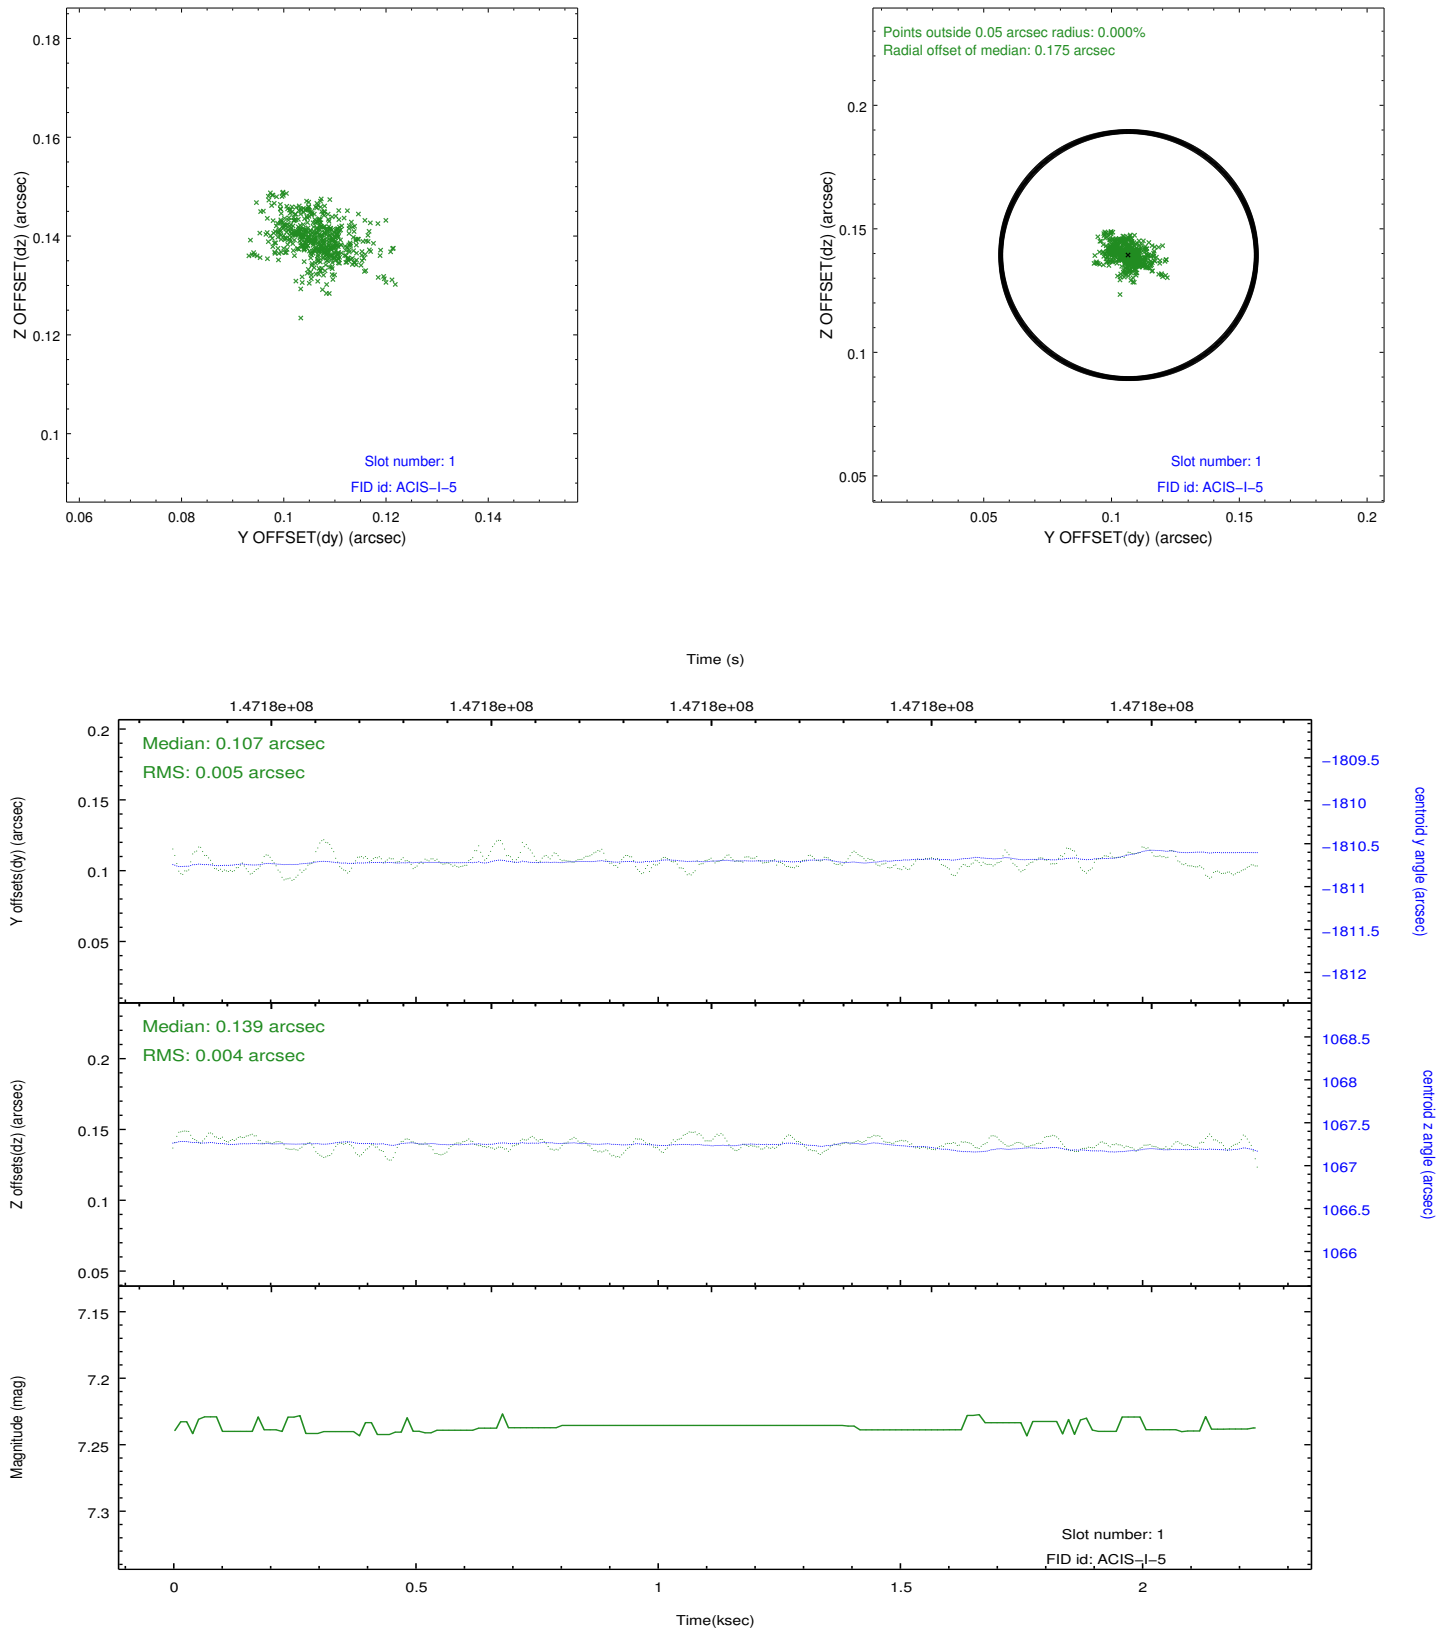 0.18
0.16
0.14
0.12
0.1
Z OFFSET(dz) (arcsec)
Slot number: 1
FID id: ACIS−I−5
0.06 0.08 0.1 0.12 0.14
Y OFFSET(dy) (arcsec)
Points outside 0.05 arcsec radius: 0.000%
Radial offset of median: 0.175 arcsec
0.2
0.15
0.1
0.05
Z OFFSET(dz) (arcsec)
Slot number: 1
FID id: ACIS−I−5
0.05 0.1 0.15 0.2
Y OFFSET(dy) (arcsec)
Time (s)
1.4718e+08 1.4718e+08 1.4718e+08 1.4718e+08 1.4718e+08
Median: 0.107 arcsec
RMS: 0.005 arcsec
0.2
0.15
0.1
0.05
Y offsets(dy) (arcsec)
−1809.5
−1810
−1810.5
−1811
−1811.5
−1812
centroid y angle (arcsec)
Median: 0.139 arcsec
RMS: 0.004 arcsec
0.2
0.15
0.1
0.05
Z offsets(dz) (arcsec)
1068.5
1068
1067.5
1067
1066.5
1066
centroid z angle (arcsec)
7.15
7.2
7.25
7.3
Magnitude (mag)
Slot number: 1
FID id: ACIS−I−5
0 0.5 1 1.5 2
Time(ksec)